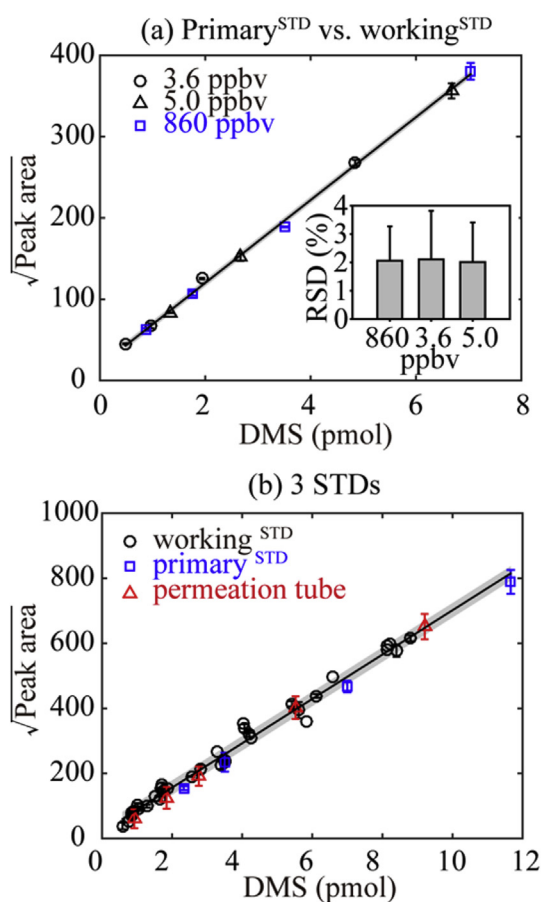 (a) Primary^STD vs. working^STD
400
300
200
100
0
√Peak area
3.6 ppbv
5.0 ppbv
860 ppbv
4
3
2
1
0
RSD (%)
860 3.6 5.0
ppbv
0 2 4 6 8
DMS (pmol)
(b) 3 STDs
1000
800
600
400
200
0
√Peak area
working ^STD
primary ^STD
permeation tube
0 2 4 6 8 10 12
DMS (pmol)